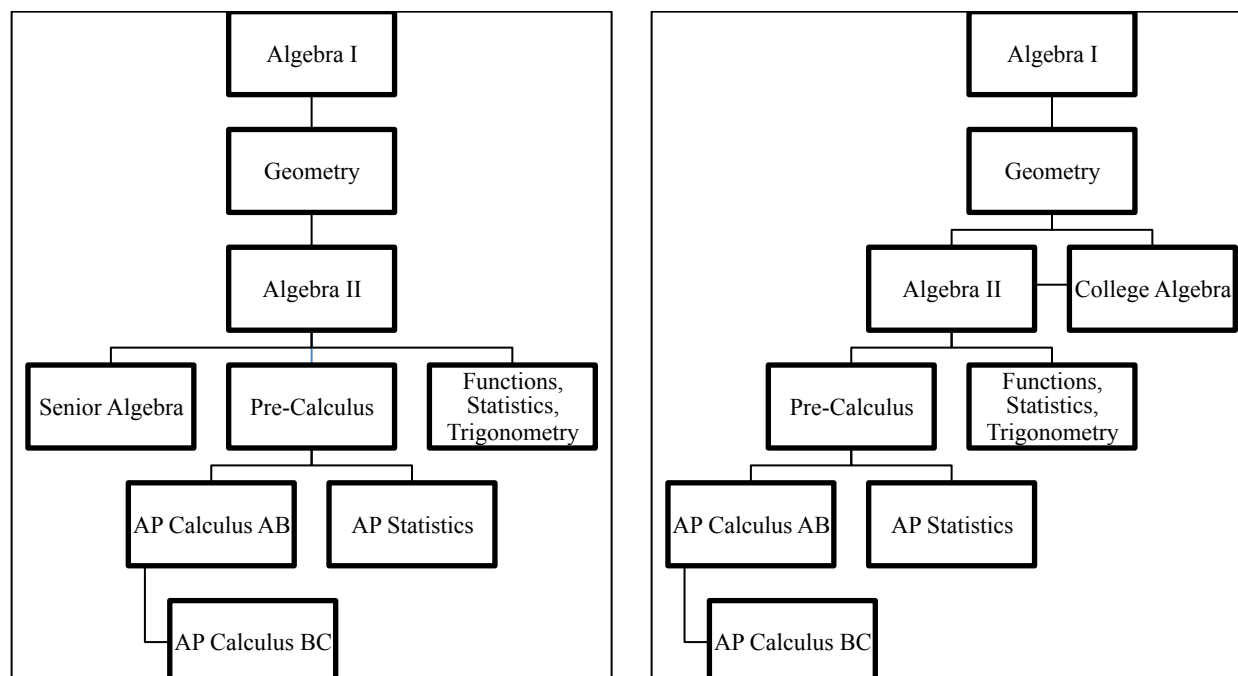 Algebra I
Geometry
Algebra II
Senior Algebra
Pre-Calculus
Functions,
Statistics,
Trigonometry
AP Calculus AB
AP Statistics
AP Calculus BC
Algebra I
Geometry
Algebra II
College Algebra
Pre-Calculus
Functions,
Statistics,
Trigonometry
AP Calculus AB
AP Statistics
AP Calculus BC